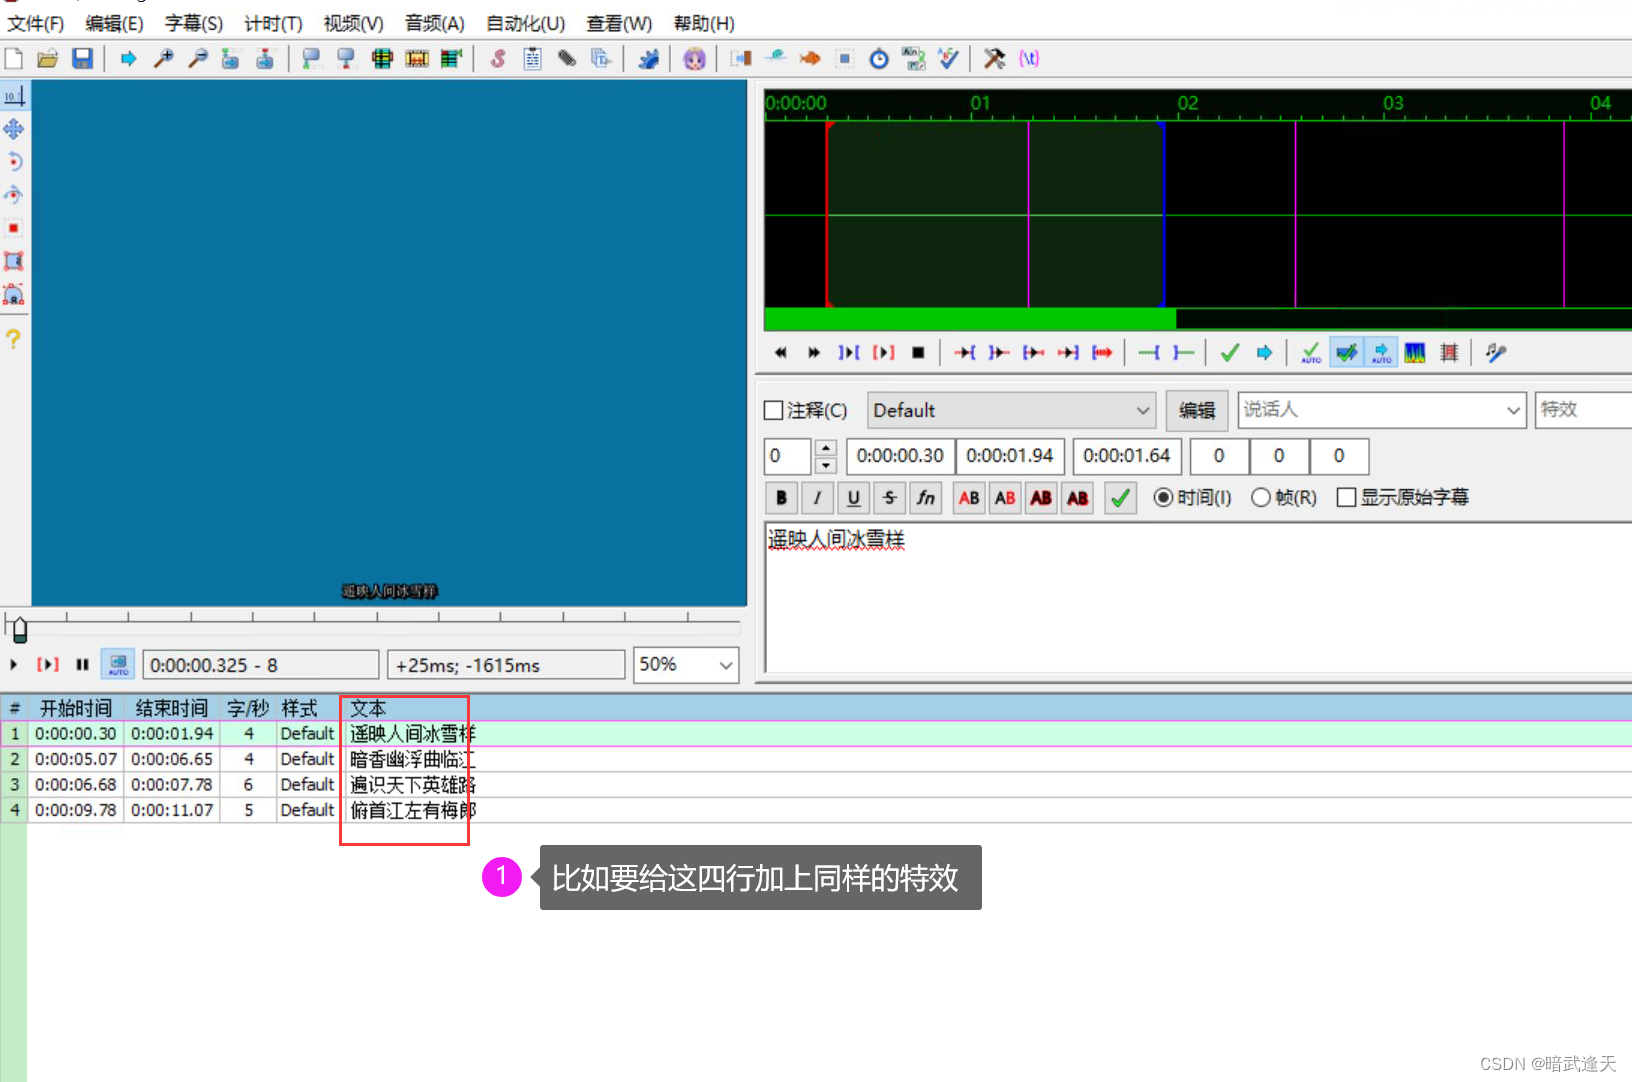 文件(F) 编辑(E) 字幕(S) 计时(T) 视频(V) 音频(A) 自动化(U) 查看(W) 帮助(H)
0:00:00 01 02 03 04
注释(C) Default 编辑 说话人 特效
0 0:00:00.30 0:00:01.94 0:00:01.64 0 0 0
B I U S fn AB AB AB AB 时间(I) 帧(R) 显示原始字幕
遥映人间冰雪样
遥映人间冰雪样
AUTO 0:00:00.325 - 8 +25ms; -1615ms 50%
# 开始时间 结束时间 字/秒 样式 文本
1 0:00:00.30 0:00:01.94 4 Default 遥映人间冰雪样
2 0:00:05.07 0:00:06.65 4 Default 暗香幽浮曲临江
3 0:00:06.68 0:00:07.78 6 Default 遍识天下英雄路
4 0:00:09.78 0:00:11.07 5 Default 俯首江左有梅郎
1 比如要给这四行加上同样的特效
CSDN @暗武逢天